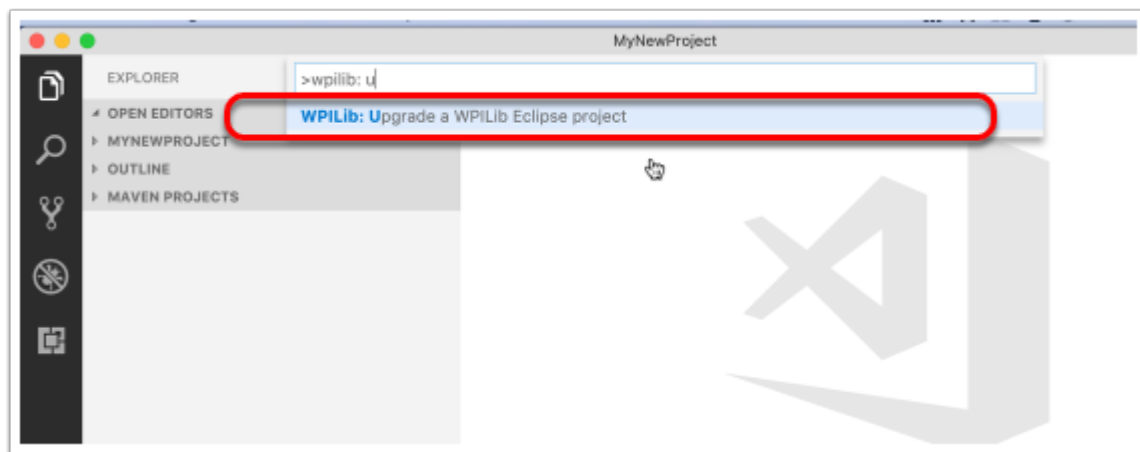 MyNewProject
EXPLORER
>wpilib: u
OPEN EDITORS
WPILib: Upgrade a WPILib Eclipse project
MYNEWPROJECT
OUTLINE
MAVEN PROJECTS